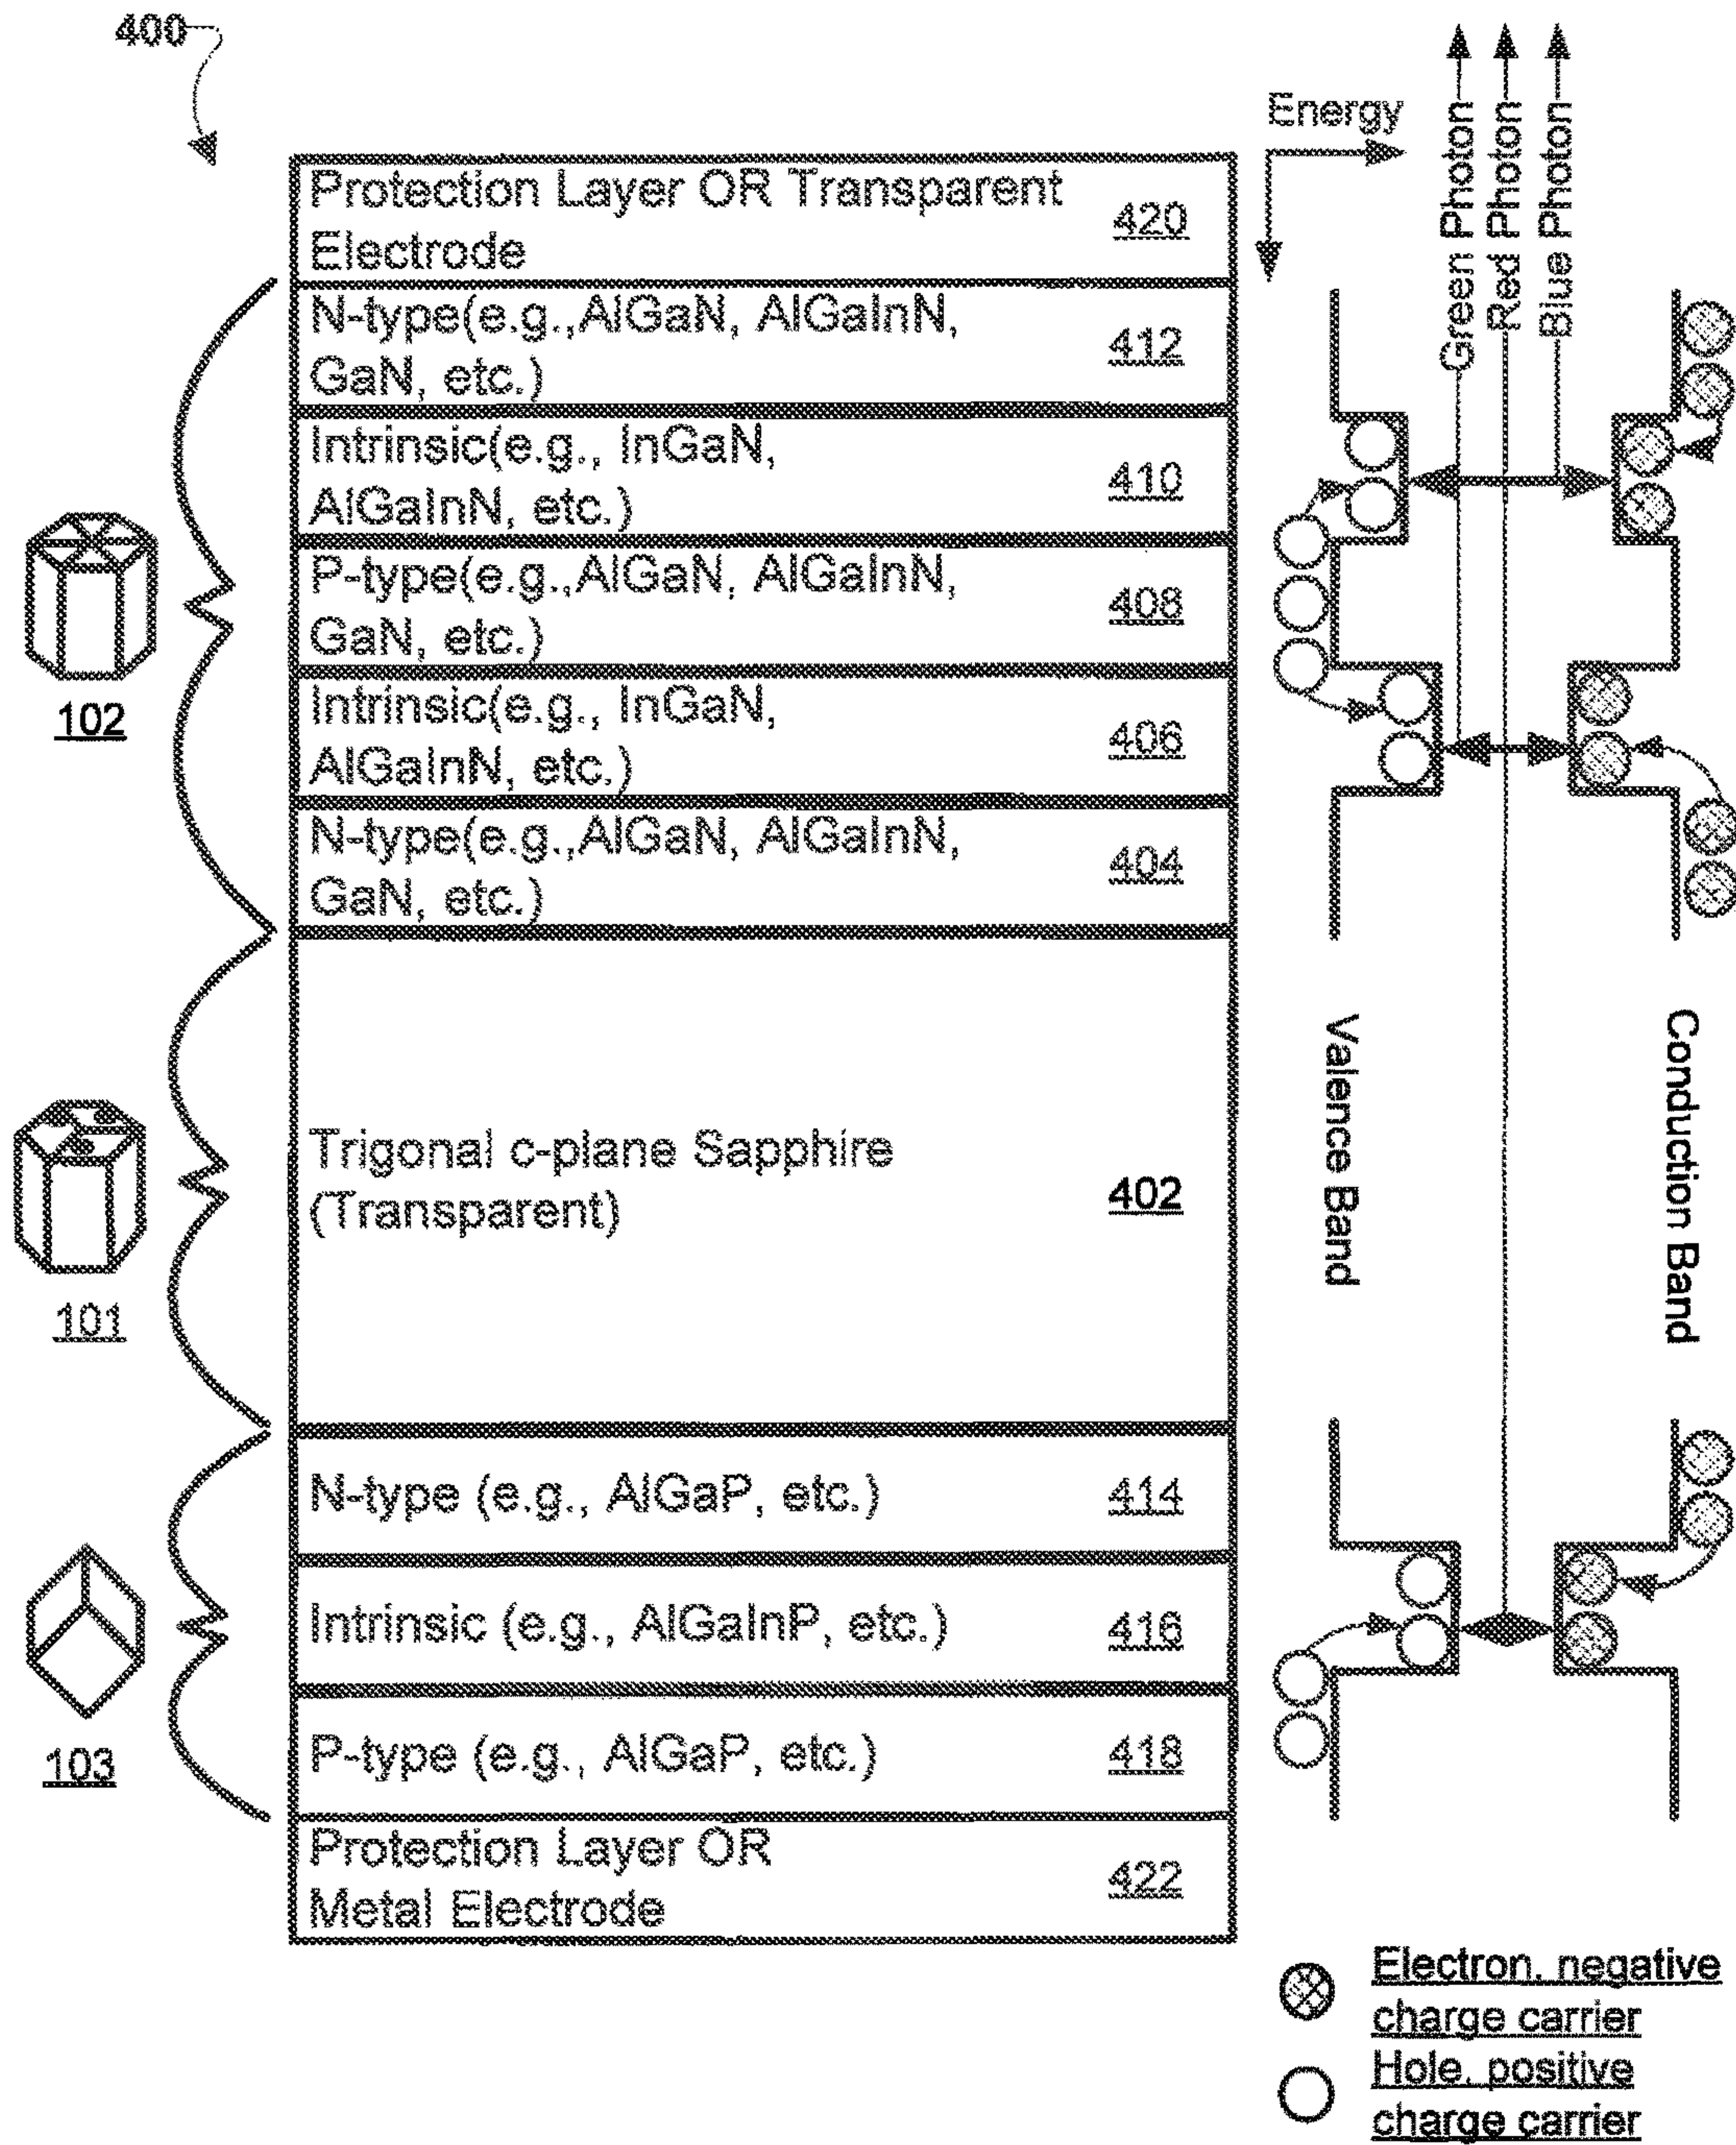 400
Energy
Green Photon
Red Photon
Blue Photon
Protection Layer OR Transparent
Electrode
420
N-type(e.g.,AlGaN, AlGaInN,
GaN, etc.)
412
Intrinsic(e.g., InGaN,
AlGaInN, etc.)
410
P-type(e.g.,AlGaN, AlGaInN,
GaN, etc.)
408
102
Intrinsic(e.g., InGaN,
AlGaInN, etc.)
406
N-type(e.g.,AlGaN, AlGaInN,
GaN, etc.)
404
Trigonal c-plane Sapphire
(Transparent)
402
101
Valence Band
Conduction Band
N-type (e.g., AlGaP, etc.)
414
Intrinsic (e.g., AlGaInP, etc.)
416
P-type (e.g., AlGaP, etc.)
418
103
Protection Layer OR
Metal Electrode
422
Electron, negative
charge carrier
Hole, positive
charge carrier